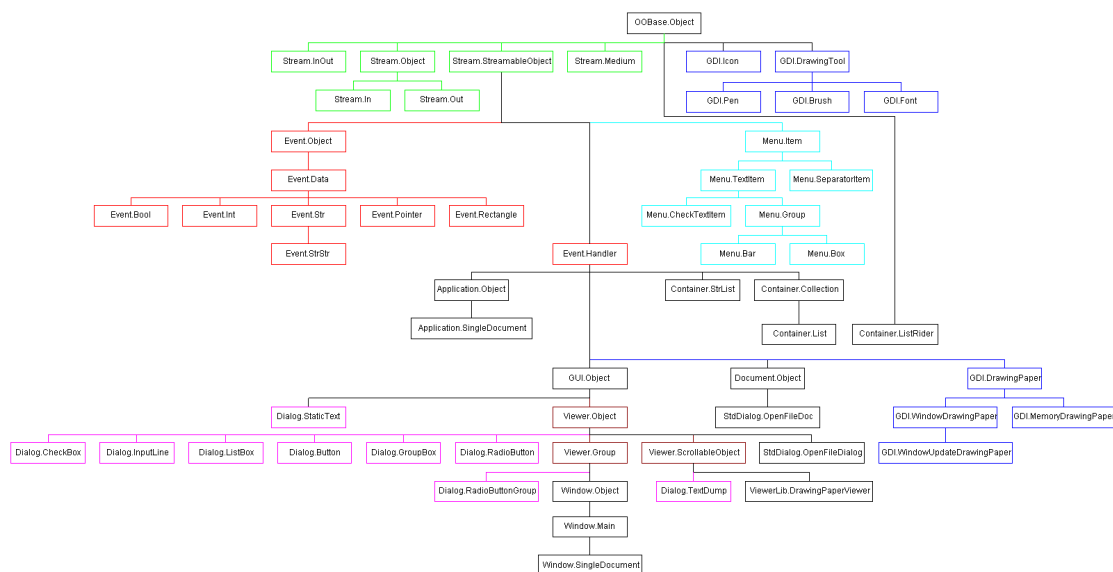 OOBase.Object
Stream.InOut
Stream.Object
Stream.StreamableObject
Stream.Medium
GDI.Icon
GDI.DrawingTool
Stream.In
Stream.Out
GDI.Pen
GDI.Brush
GDI.Font
Event.Object
Menu.Item
Event.Data
Menu.TextItem
Menu.SeparatorItem
Event.Bool
Event.Int
Event.Str
Event.Pointer
Event.Rectangle
Menu.CheckTextItem
Menu.Group
Event.StrStr
Event.Handler
Menu.Bar
Menu.Box
Application.Object
Container.StrList
Container.Collection
Application.SingleDocument
Container.List
Container.ListRider
GUI.Object
Document.Object
GDI.DrawingPaper
Dialog.StaticText
Viewer.Object
StdDialog.OpenFileDoc
GDI.WindowDrawingPaper
GDI.MemoryDrawingPaper
Dialog.CheckBox
Dialog.InputLine
Dialog.ListBox
Dialog.Button
Dialog.GroupBox
Dialog.RadioButton
Viewer.Group
Viewer.ScrollableObject
StdDialog.OpenFileDialog
GDI.WindowUpdateDrawingPaper
Dialog.RadioButtonGroup
Window.Object
Dialog.TextDump
ViewerLib.DrawingPaperViewer
Window.Main
Window.SingleDocument